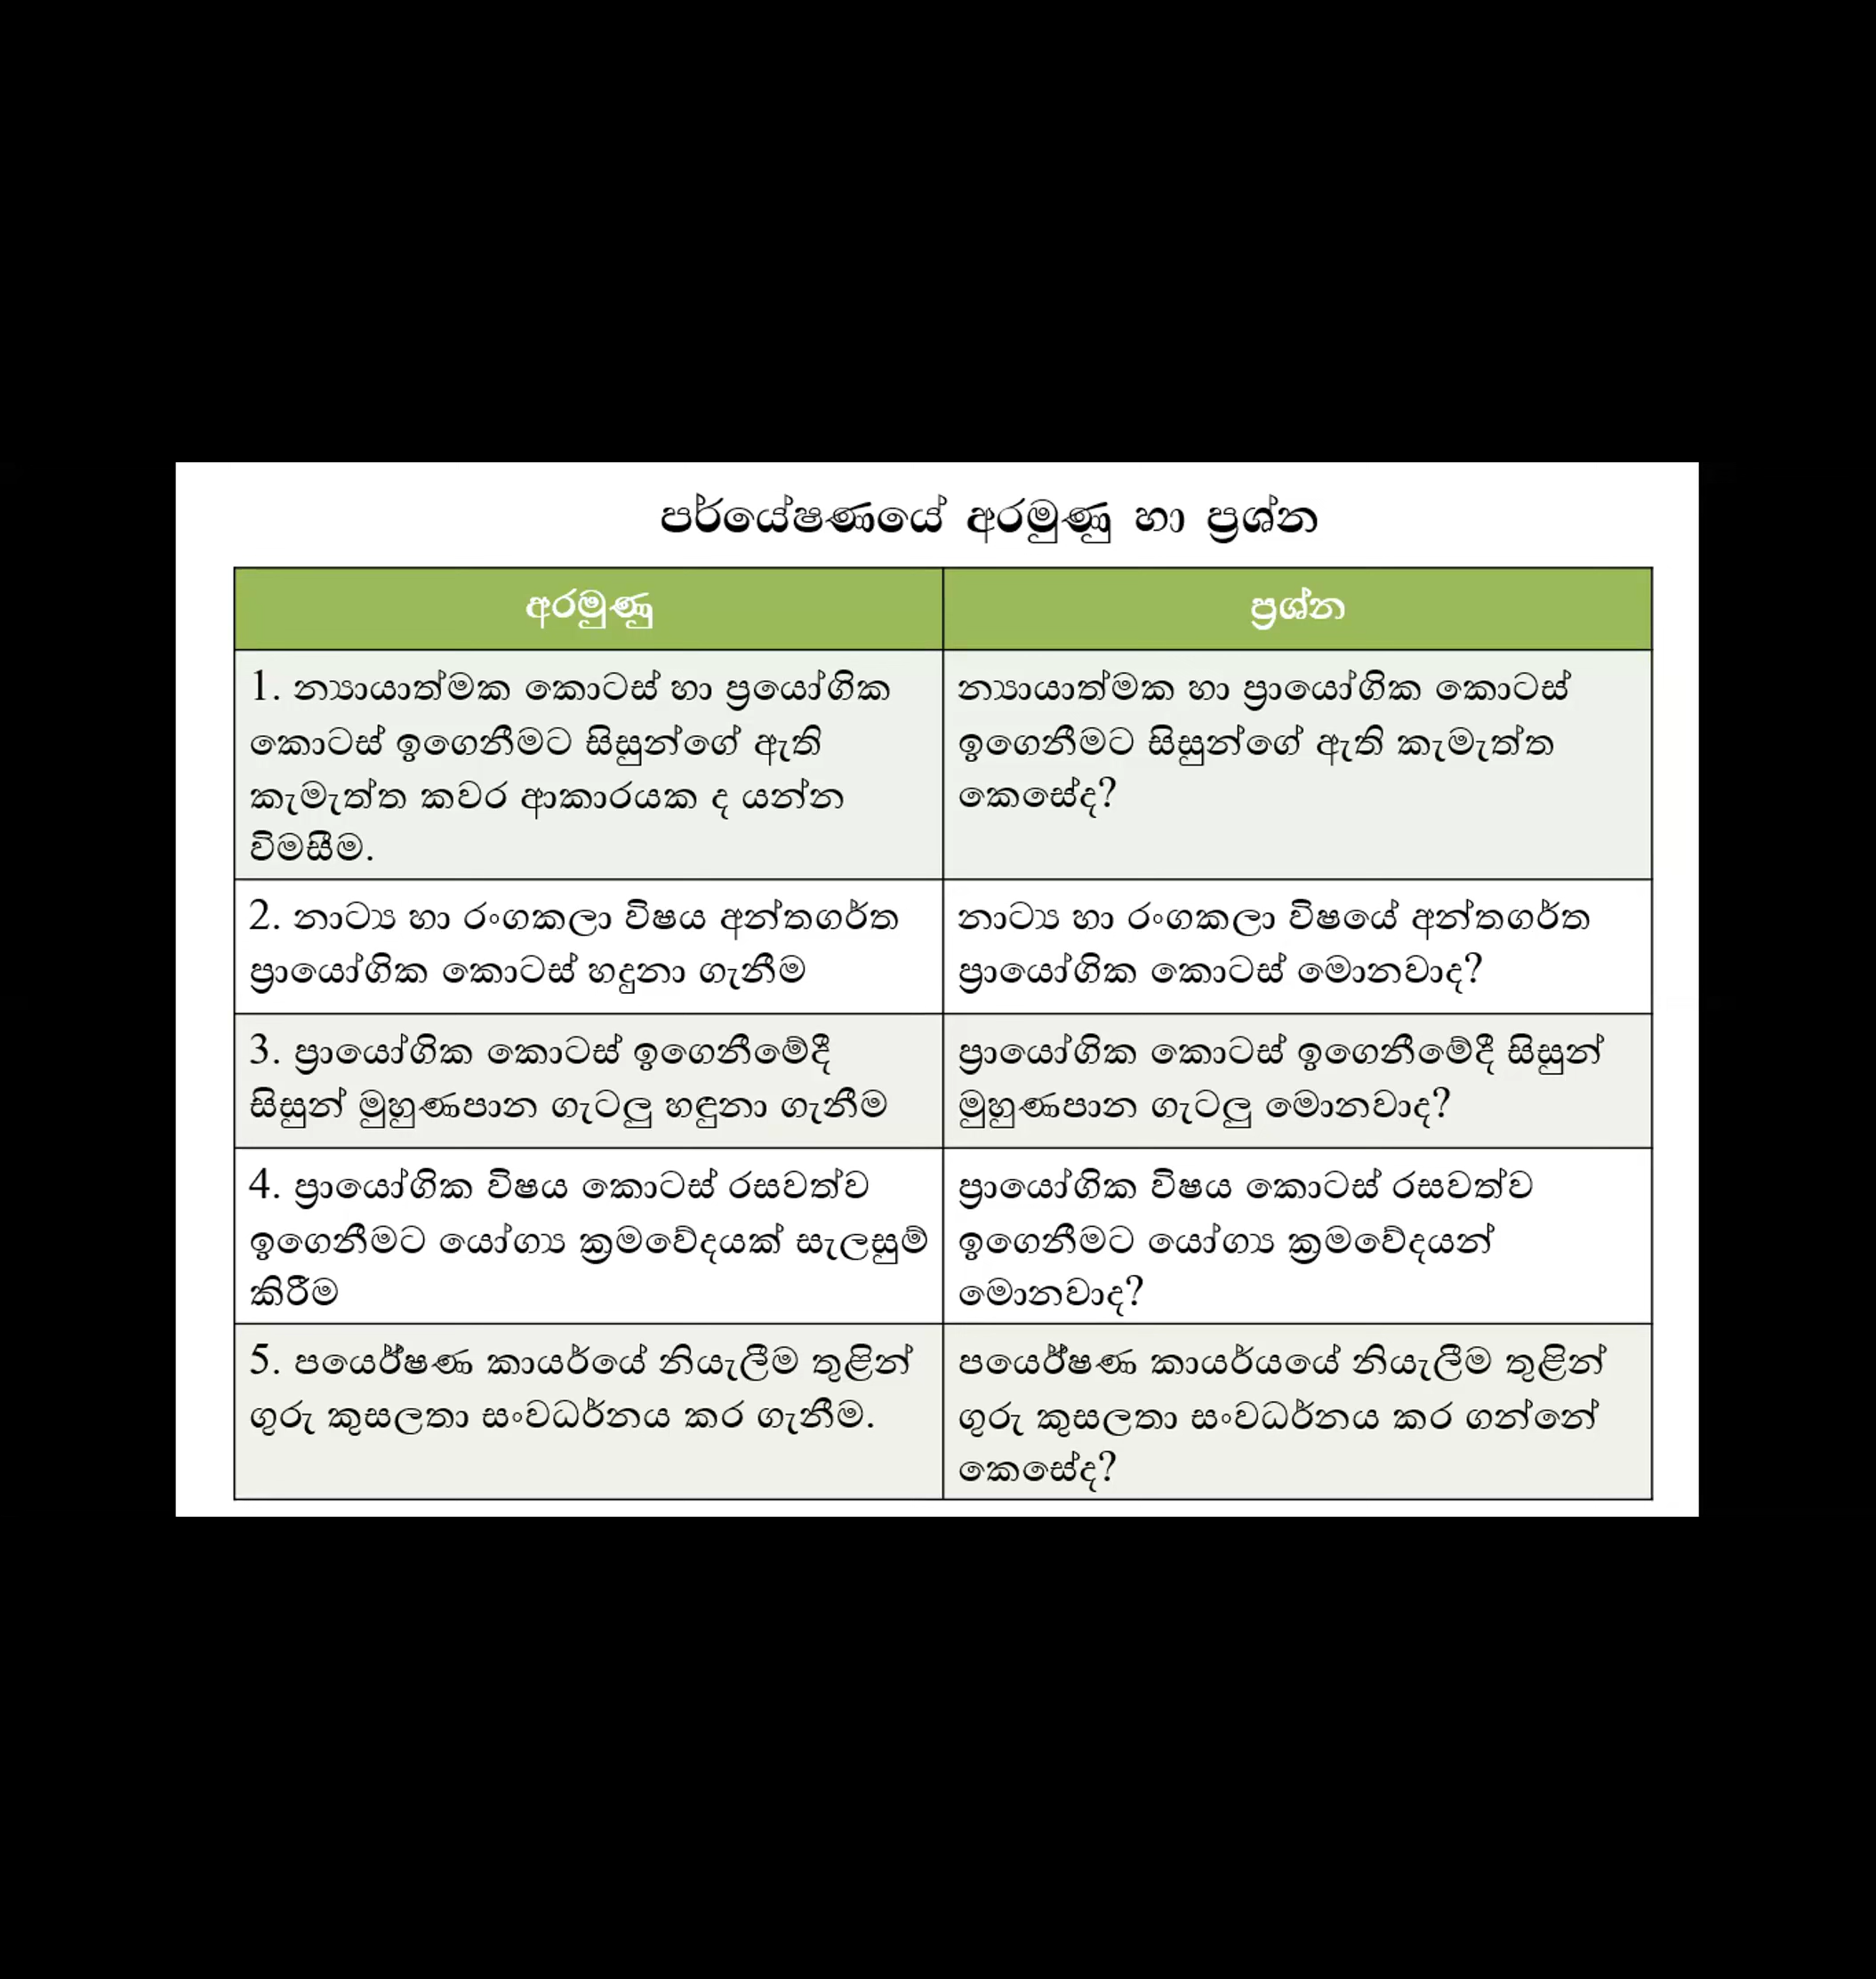 පර්යේෂණයේ අරමුණු හා ප්‍රශ්න
අරමුණු
ප්‍රශ්න
1. න්‍යායාත්මක කොටස් හා ප්‍රයෝගික
කොටස් ඉගෙනීමට සිසුන්ගේ ඇති
කැමැත්ත කවර ආකාරයක ද යන්න
විමසීම.
න්‍යායාත්මක හා ප්‍රායෝගික කොටස්
ඉගෙනීමට සිසුන්ගේ ඇති කැමැත්ත
කෙසේද?
2. නාට්‍ය හා රංගකලා විෂය අන්තගර්ත
ප්‍රායෝගික කොටස් හදුනා ගැනීම
නාට්‍ය හා රංගකලා විෂයේ අන්තගර්ත
ප්‍රායෝගික කොටස් මොනවාද?
3. ප්‍රායෝගික කොටස් ඉගෙනීමේදී
සිසුන් මුහුණපාන ගැටලු හඳුනා ගැනීම
ප්‍රායෝගික කොටස් ඉගෙනීමේදී සිසුන්
මුහුණපාන ගැටලු මොනවාද?
4. ප්‍රායෝගික විෂය කොටස් රසවත්ව
ඉගෙනීමට යෝග්‍ය ක්‍රමවේදයක් සැලසුම්
කිරීම
ප්‍රායෝගික විෂය කොටස් රසවත්ව
ඉගෙනීමට යෝග්‍ය ක්‍රමවේදයන්
මොනවාද?
5. පයෙර්ෂණ කායර්යේ නියැලීම තුළින්
ගුරු කුසලතා සංවධර්නය කර ගැනීම.
පයෙර්ෂණ කායර්යයේ නියැලීම තුළින්
ගුරු කුසලතා සංවධර්නය කර ගන්නේ
කෙසේද?